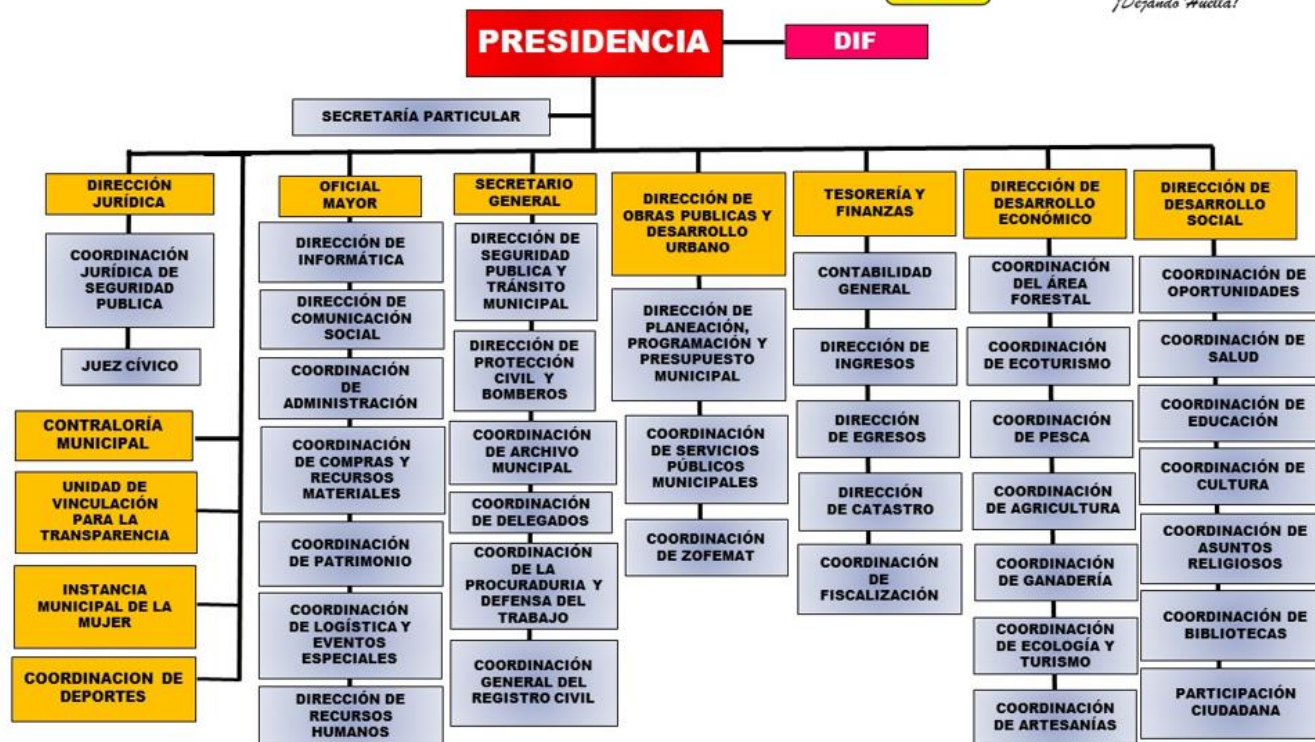 ¡Dejando Huella!
PRESIDENCIA
DIF
SECRETARÍA PARTICULAR
DIRECCIÓN
JURÍDICA
COORDINACIÓN
JURÍDICA DE
SEGURIDAD
PUBLICA
JUEZ CÍVICO
CONTRALORÍA
MUNICIPAL
UNIDAD DE
VINCULACIÓN
PARA LA
TRANSPARENCIA
INSTANCIA
MUNICIPAL DE LA
MUJER
COORDINACION DE
DEPORTES
OFICIAL
MAYOR
DIRECCIÓN DE
INFORMÁTICA
DIRECCIÓN DE
COMUNICACIÓN
SOCIAL
COORDINACIÓN
DE
ADMINISTRACIÓN
COORDINACIÓN
DE COMPRAS Y
RECURSOS
MATERIALES
COORDINACIÓN
DE PATRIMONIO
COORDINACIÓN
DE LOGÍSTICA Y
EVENTOS
ESPECIALES
DIRECCIÓN DE
RECURSOS
HUMANOS
SECRETARIO
GENERAL
DIRECCIÓN DE
SEGURIDAD
PUBLICA Y
TRÁNSITO
MUNICIPAL
DIRECCIÓN DE
PROTECCIÓN
CIVIL Y
BOMBEROS
COORDINACIÓN
DE ARCHIVO
MUNCIPAL
COORDINACIÓN
DE DELEGADOS
COORDINACIÓN
DE LA
PROCURADURIA Y
DEFENSA DEL
TRABAJO
COORDINACIÓN
GENERAL DEL
REGISTRO CIVIL
DIRECCIÓN DE
OBRAS PUBLICAS Y
DESARROLLO
URBANO
DIRECCIÓN DE
PLANEACIÓN,
PROGRAMACIÓN Y
PRESUPUESTO
MUNICIPAL
COORDINACIÓN
DE SERVICIOS
PÚBLICOS
MUNICIPALES
COORDINACIÓN
DE ZOFEMAT
TESORERÍA Y
FINANZAS
CONTABILIDAD
GENERAL
DIRECCIÓN DE
INGRESOS
DIRECCIÓN
DE EGRESOS
DIRECCIÓN
DE CATASTRO
COORDINACIÓN
DE
FISCALIZACIÓN
DIRECCIÓN DE
DESARROLLO
ECONÓMICO
COORDINACIÓN
DEL ÁREA
FORESTAL
COORDINACIÓN
DE ECOTURISMO
COORDINACIÓN
DE PESCA
COORDINACIÓN
DE AGRICULTURA
COORDINACIÓN
DE GANADERÍA
COORDINACIÓN
DE ECOLOGÍA Y
TURISMO
COORDINACIÓN
DE ARTESANÍAS
DIRECCIÓN DE
DESARROLLO
SOCIAL
COORDINACIÓN DE
OPORTUNIDADES
COORDINACIÓN DE
SALUD
COORDINACIÓN DE
EDUCACIÓN
COORDINACIÓN DE
CULTURA
COORDINACIÓN DE
ASUNTOS
RELIGIOSOS
COORDINACIÓN DE
BIBLIOTECAS
PARTICIPACIÓN
CIUDADANA